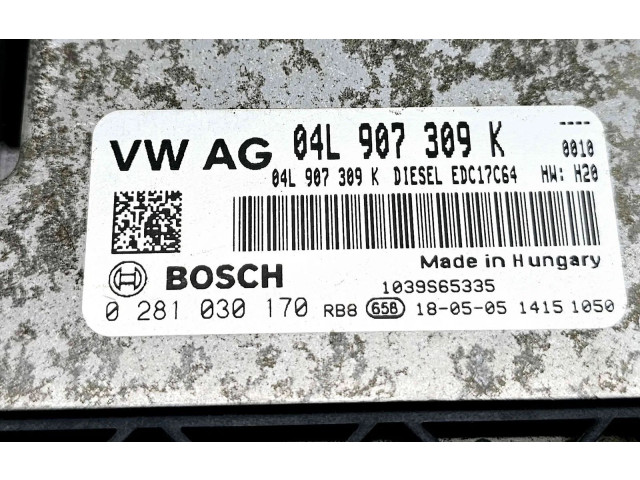 ----
VW AG 04L 907 309 K 0010
04L 907 309 K DIESEL EDC17C64 HW: H20
Made in Hungary
BOSCH 1039S65335
0 281 030 170 RB8 658 18-05-05 1415 1050